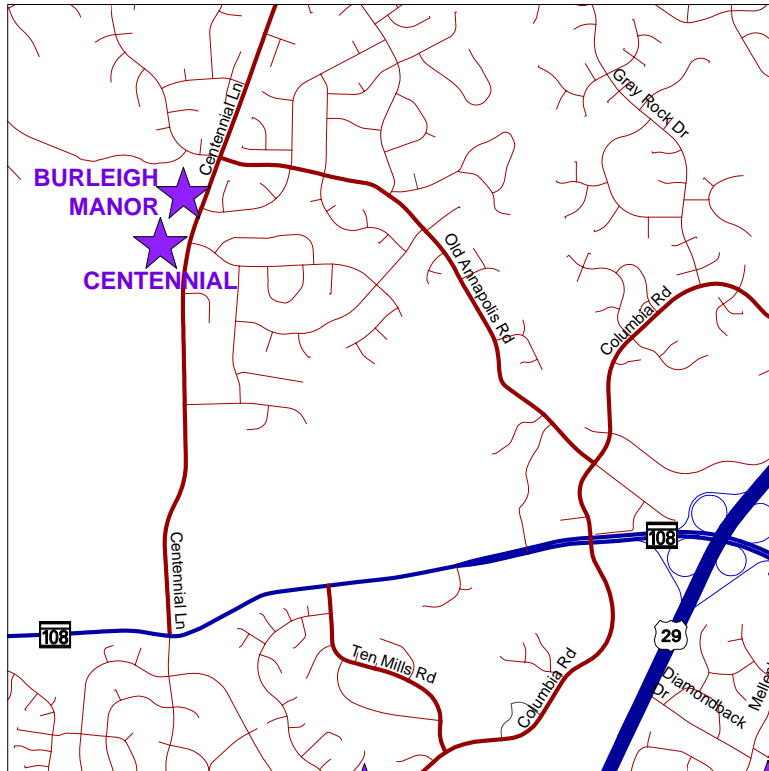 Gray Rock Dr
Centennial Ln
BURLEIGH
MANOR
CENTENNIAL
Old Annapolis Rd
Columbia Rd
108
Centennial Ln
108
29
Ten Mills Rd
Columbia Rd
Diamondback
Dr